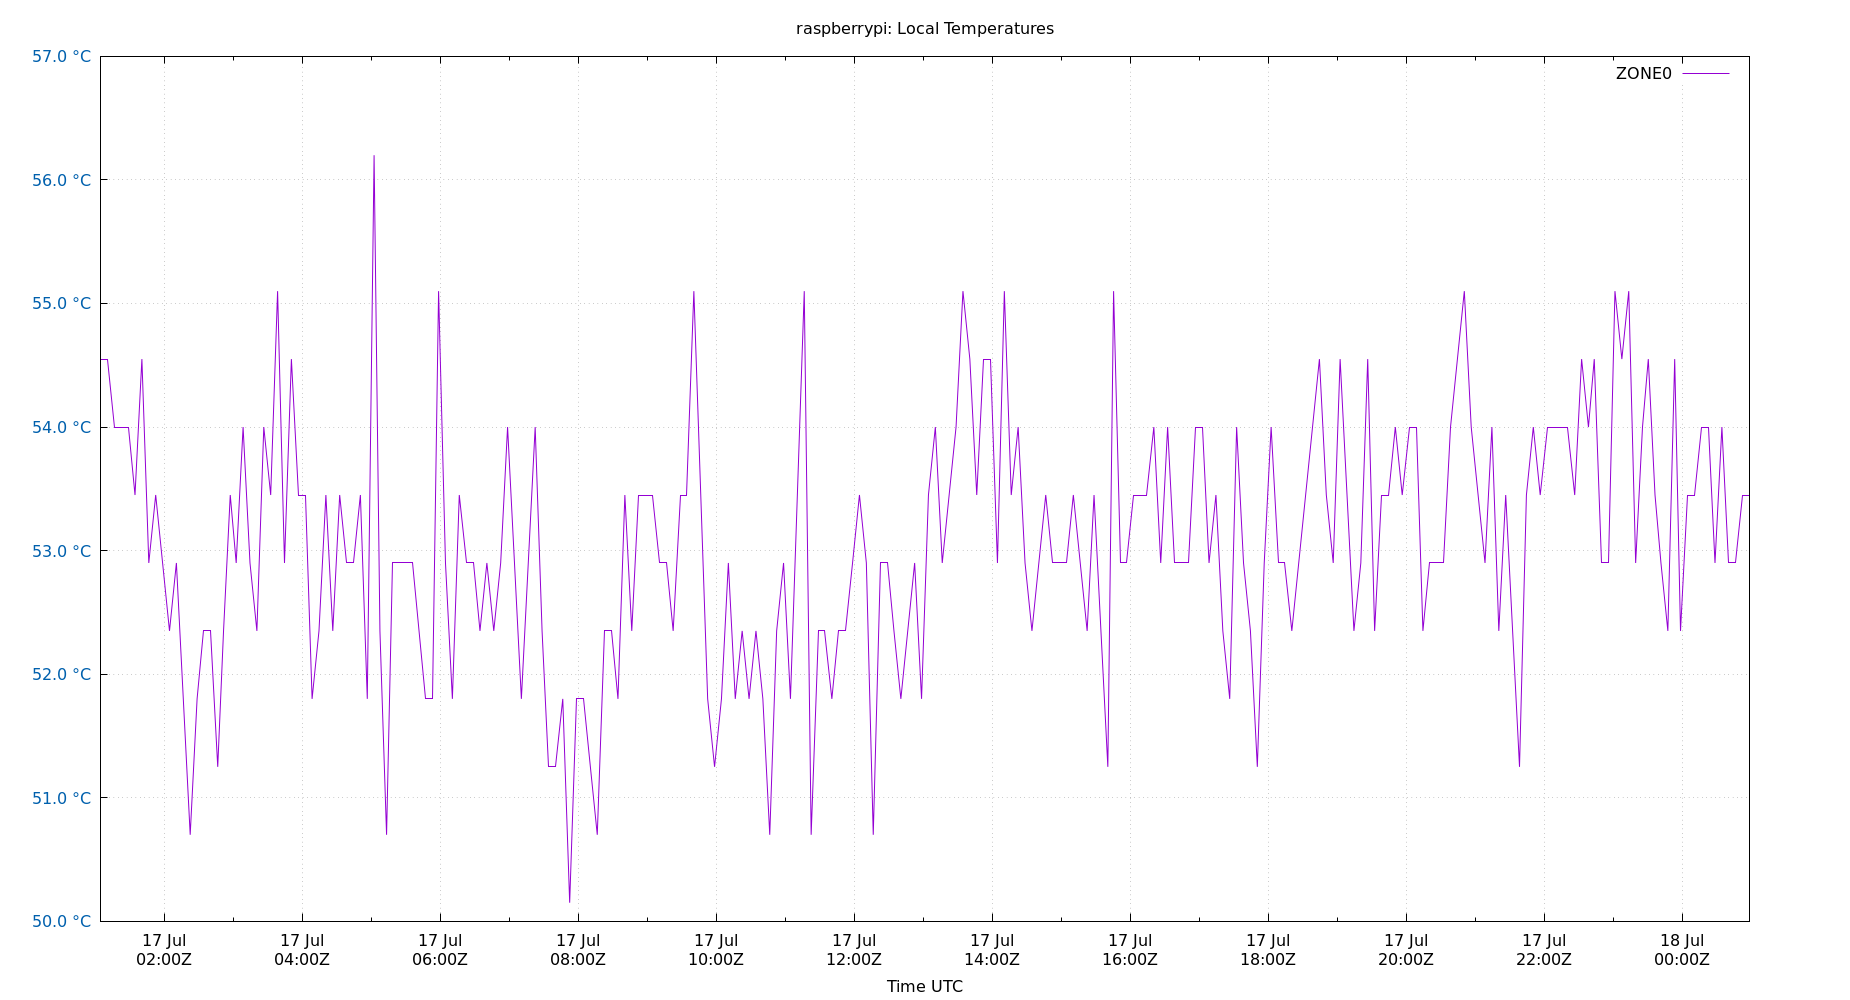 raspberrypi: Local Temperatures
57.0 °C
56.0 °C
55.0 °C
54.0 °C
53.0 °C
52.0 °C
51.0 °C
50.0 °C
ZONE0
17 Jul 17 Jul 17 Jul 17 Jul 17 Jul 17 Jul 17 Jul 17 Jul 17 Jul 17 Jul 17 Jul 18 Jul
02:00Z 04:00Z 06:00Z 08:00Z 10:00Z 12:00Z 14:00Z 16:00Z 18:00Z 20:00Z 22:00Z 00:00Z
Time UTC